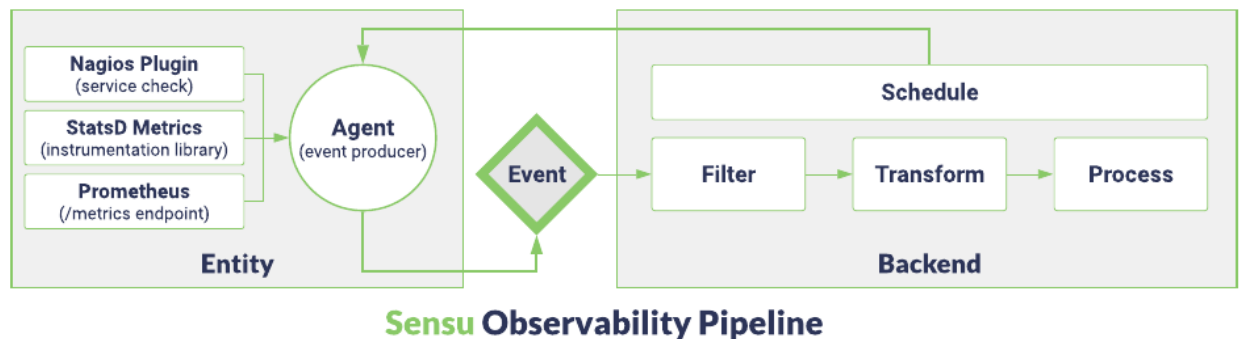 Nagios Plugin
(service check)
StatsD Metrics
(instrumentation library)
Prometheus
(/metrics endpoint)
Agent
(event producer)
Entity
Event
Schedule
Filter
Transform
Process
Backend
Sensu Observability Pipeline